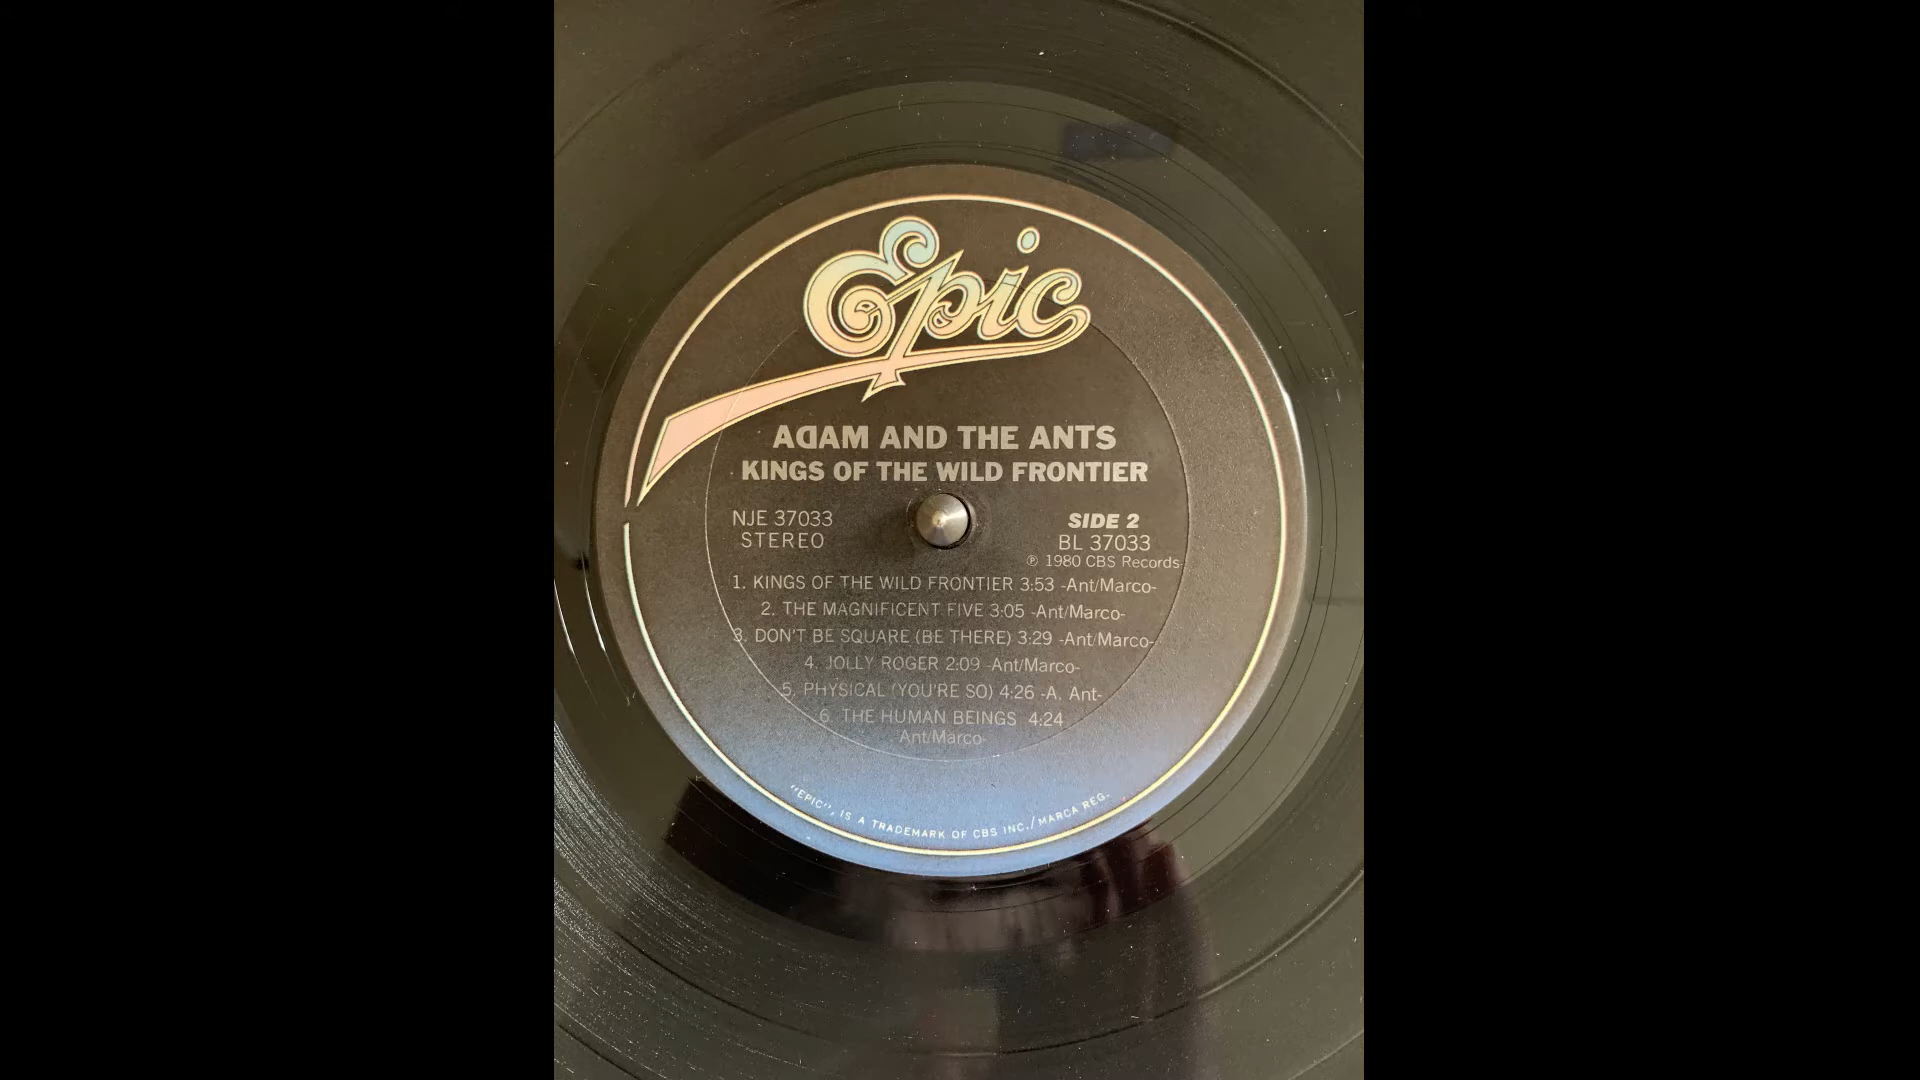 Epic
ADAM AND THE ANTS
KINGS OF THE WILD FRONTIER
NJE 37033
STEREO
SIDE 2
BL 37033
℗ 1980 CBS Records
1. KINGS OF THE WILD FRONTIER 3:53 -Ant/Marco-
2. THE MAGNIFICENT FIVE 3:05 -Ant/Marco-
3. DON'T BE SQUARE (BE THERE) 3:29 -Ant/Marco-
4. JOLLY ROGER 2:09 -Ant/Marco-
5. PHYSICAL (YOU'RE SO) 4:26 -A. Ant-
6. THE HUMAN BEINGS 4:24
Ant/Marco-
"EPIC", IS A TRADEMARK OF CBS INC./MARCA REG.